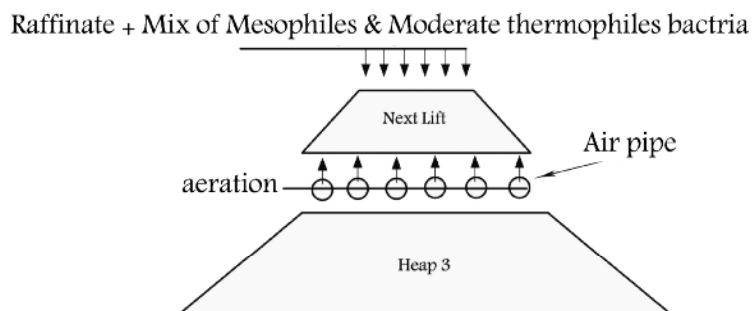 Raffinate + Mix of Mesophiles & Moderate thermophiles bactria
Next Lift
Air pipe
aeration
Heap 3